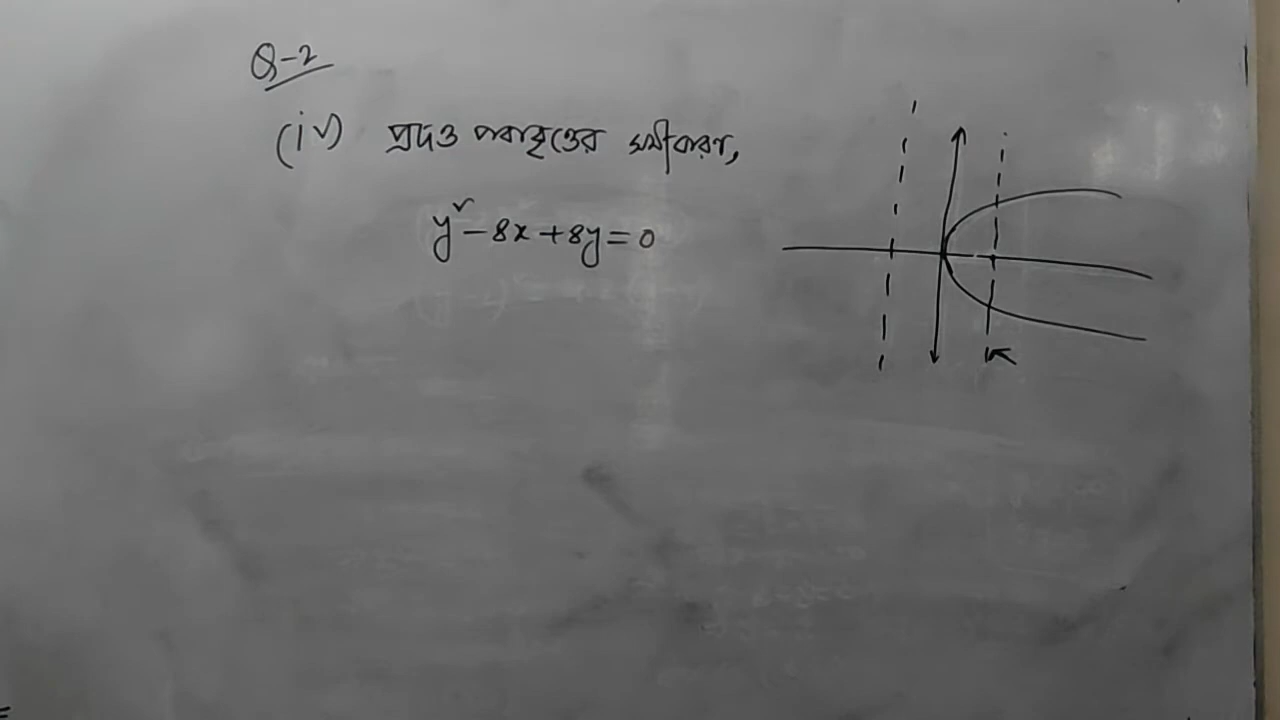 Q-2
(iv) প্রদত্ত পরাবৃত্তের সমীকরণ,
y² - 8x + 8y = 0